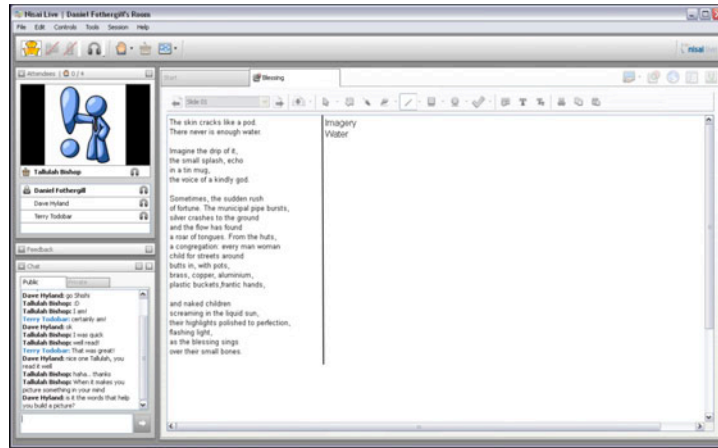 Nisai Live | Daniel Fothergill's Room
File Edit Controls Tools Session Help
nisai
Attendees | 0 / 4
Tallulah Bishop
Daniel Fothergill
Dave Hyland
Terry Todobar
Feedback
Chat
Public Private
Dave Hyland: go Shohi
Tallulah Bishop: :D
Tallulah Bishop: I am!
Terry Todobar: certainly am!
Dave Hyland: ok
Tallulah Bishop: I was quick
Tallulah Bishop: well read!
Terry Todobar: That was great!
Dave Hyland: nice one Tallulah, you
read it well
Tallulah Bishop: haha.. thanks
Tallulah Bishop: When it makes you
picture something in your mind
Dave Hyland: is it the words that help
you build a picture?
Start Blessing
Slide 01
The skin cracks like a pod.
There never is enough water.
Imagine the drip of it,
the small splash, echo
in a tin mug,
the voice of a kindly god.
Sometimes, the sudden rush
of fortune. The municipal pipe bursts,
silver crashes to the ground
and the flow has found
a roar of tongues. From the huts,
a congregation: every man woman
child for streets around
butts in, with pots,
brass, copper, aluminium,
plastic buckets,frantic hands,
and naked children
screaming in the liquid sun,
their highlights polished to perfection,
flashing light,
as the blessing sings
over their small bones.
Imagery
Water